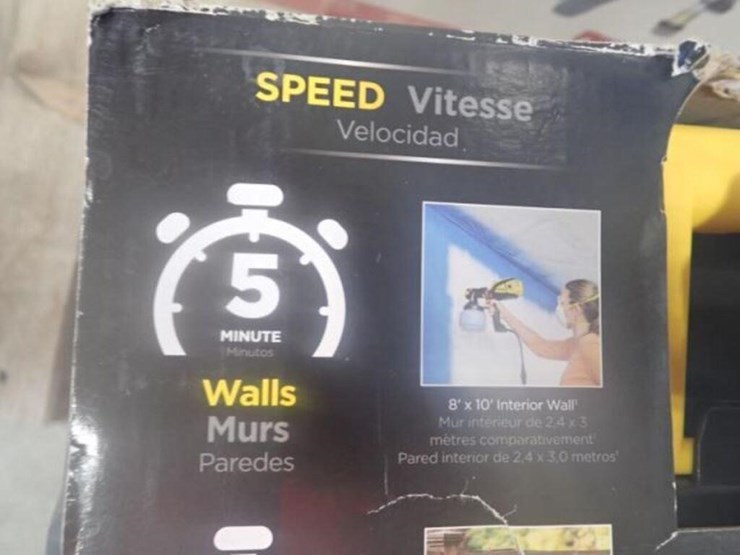 SPEED Vitesse
Velocidad
5
MINUTE
Minutos
Walls
Murs
Paredes
8' x 10' Interior Wall¹
Mur intérieur de 2,4 x 3
mètres comparativement¹
Pared interior de 2,4 x 3,0 metros¹